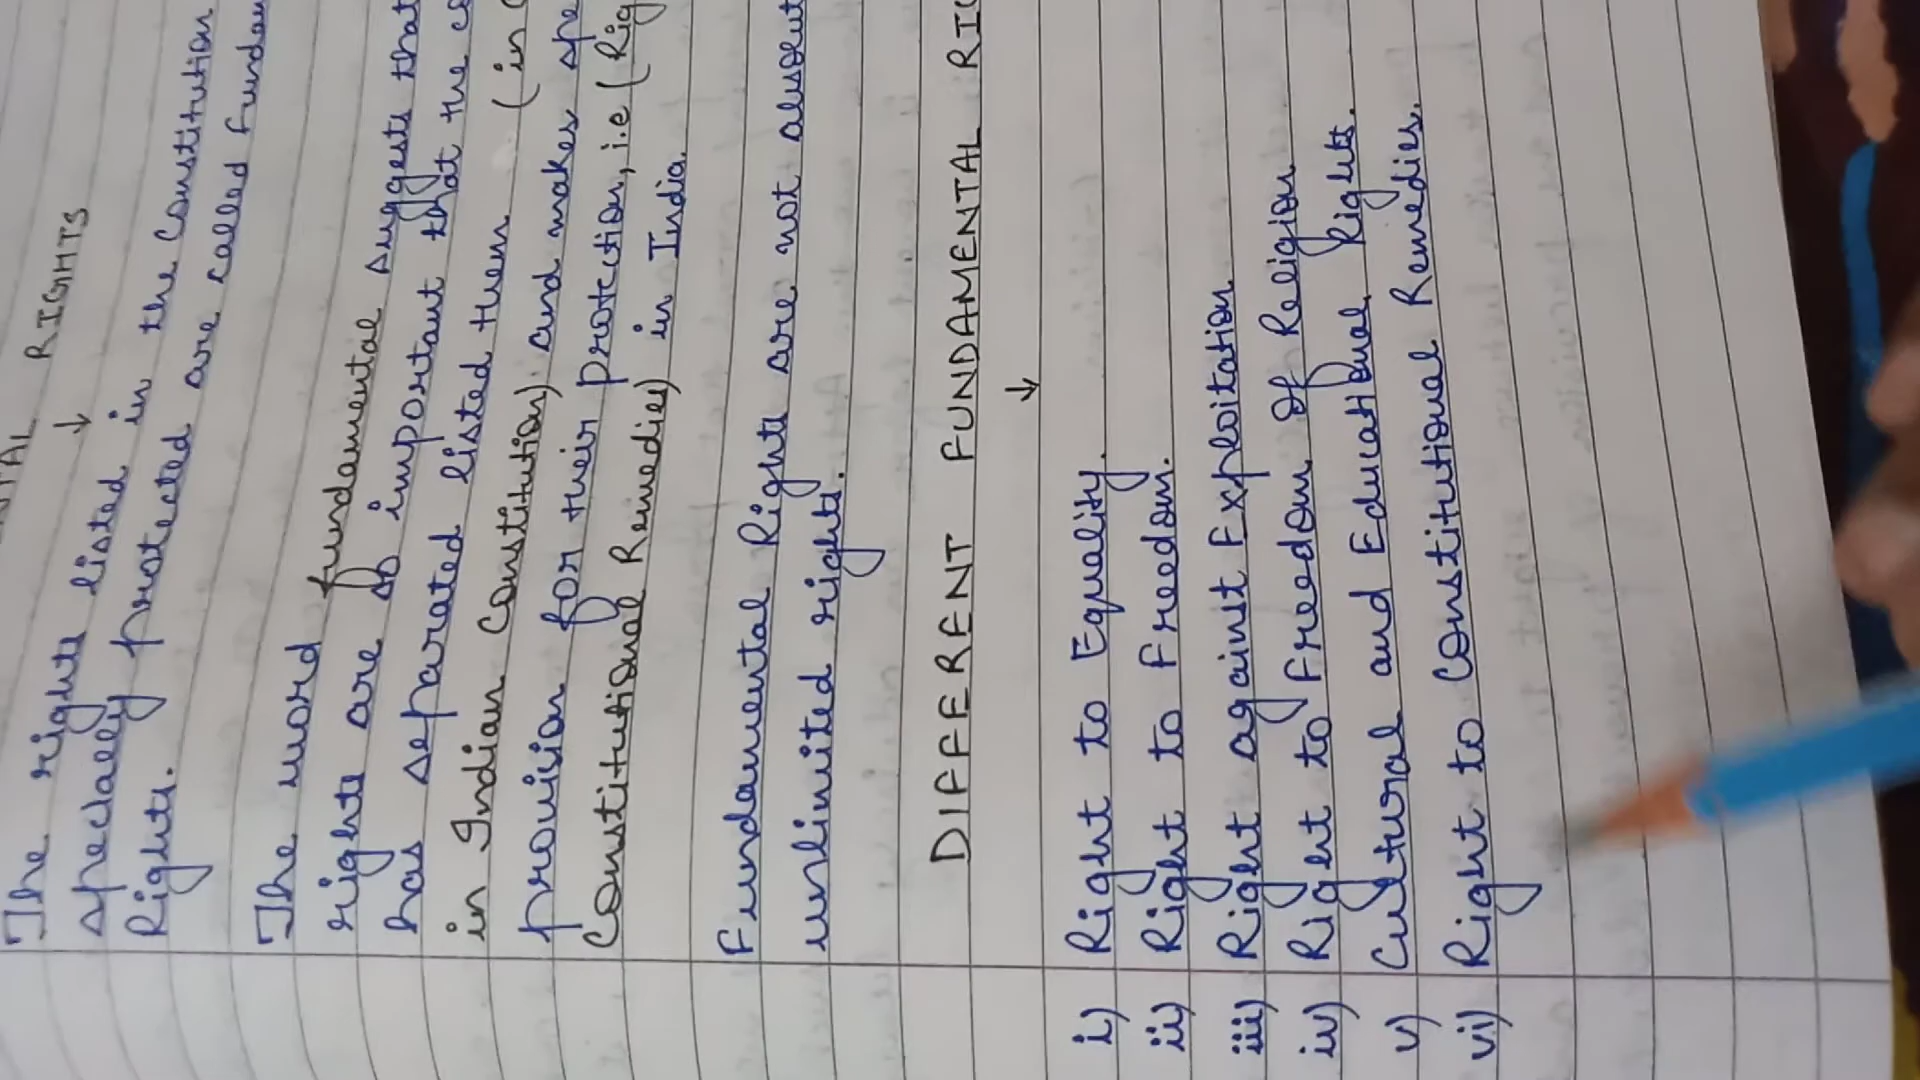 RIGHTS
↓
The rights listed in the Constitution
specially protected are called Fundam
Rights.
The word fundamental suggests that
rights are so important that the co
has separated listed them (in
in Indian Constitution) and makes spe
provision for their protection, i.e (Rig
Constitutional Remedies) in India.
Fundamental Rights are not absolut
unlimited rights.
DIFFERENT FUNDAMENTAL RIG
↓
i) Right to Equality.
ii) Right to Freedom.
iii) Right againt Exploitation.
iv) Right to Freedom Of Religion.
v) Cultural and Educational Rights.
vi) Right to Constitutional Remedies.